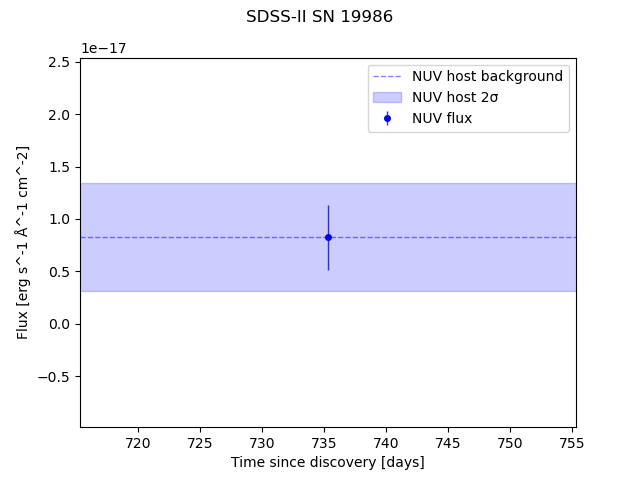 SDSS-II SN 19986
1e−17
NUV host background
NUV host 2σ
NUV flux
2.5
2.0
1.5
1.0
0.5
0.0
−0.5
Flux [erg s^-1 Å^-1 cm^-2]
720 725 730 735 740 745 750 755
Time since discovery [days]